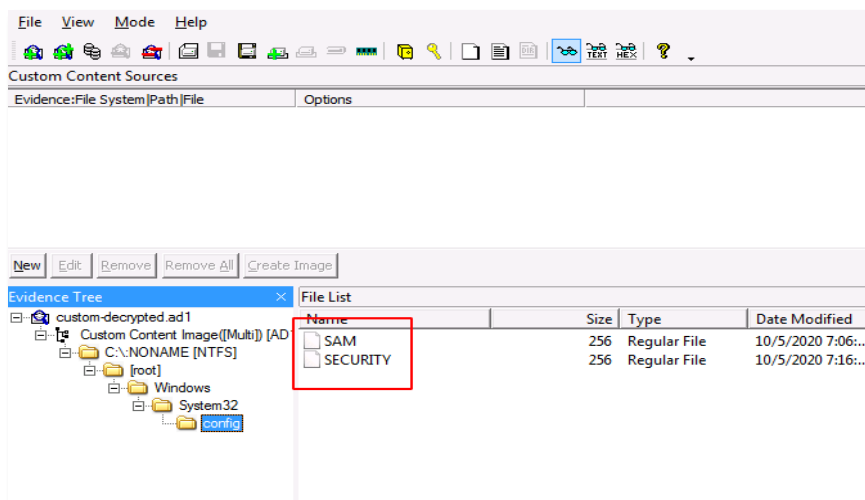 File View Mode Help
TEXT HEX
Custom Content Sources
Evidence:File System|Path|File Options
New Edit Remove Remove All Create Image
Evidence Tree × File List
custom-decrypted.ad1
Custom Content Image([Multi]) [AD1
C:\:NONAME [NTFS]
[root]
Windows
System32
config
Name Size Type Date Modified
SAM 256 Regular File 10/5/2020 7:06:...
SECURITY 256 Regular File 10/5/2020 7:16:...